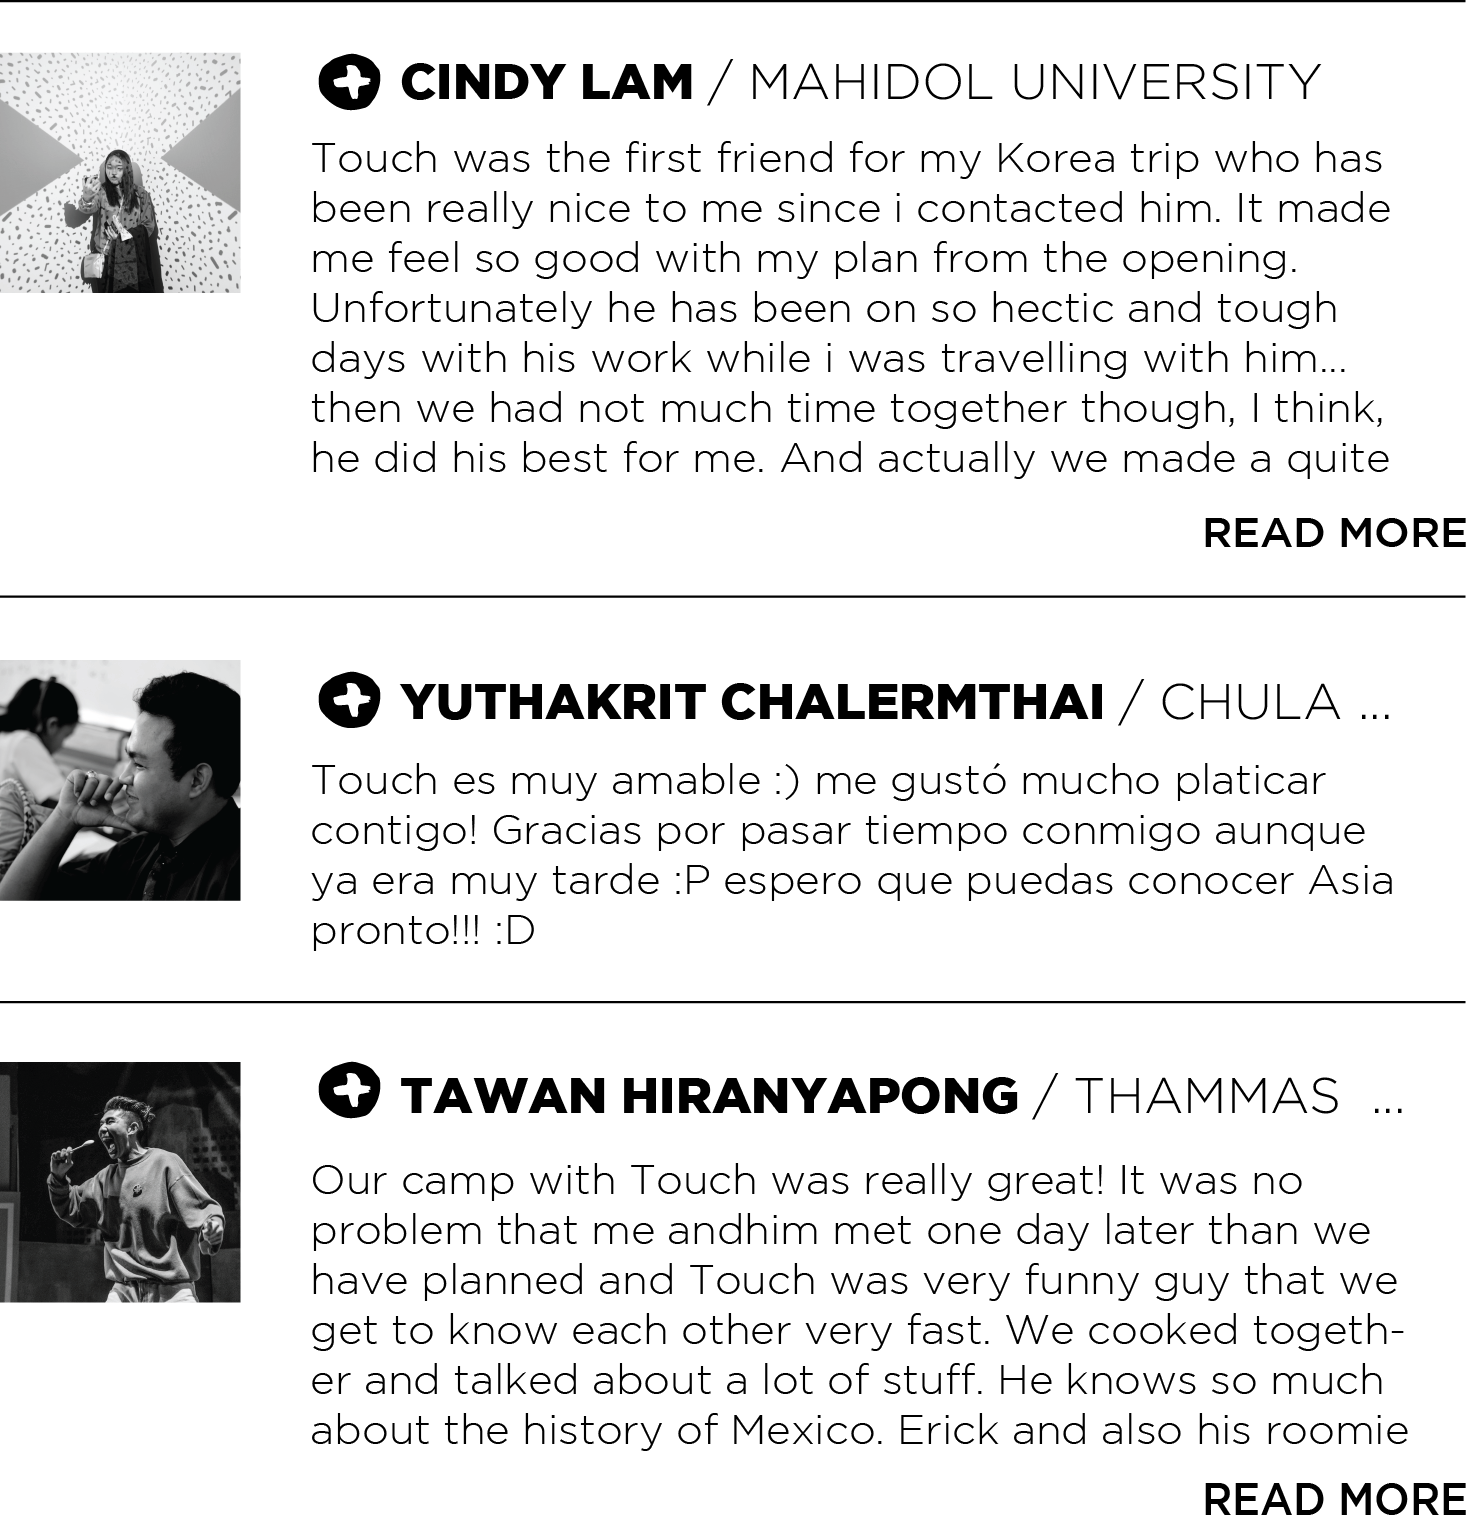 CINDY LAM / MAHIDOL UNIVERSITY
Touch was the first friend for my Korea trip who has
been really nice to me since i contacted him. It made
me feel so good with my plan from the opening.
Unfortunately he has been on so hectic and tough
days with his work while i was travelling with him...
then we had not much time together though, I think,
he did his best for me. And actually we made a quite
READ MORE
YUTHAKRIT CHALERMTHAI / CHULA ...
Touch es muy amable :) me gustó mucho platicar
contigo! Gracias por pasar tiempo conmigo aunque
ya era muy tarde :P espero que puedas conocer Asia
pronto!!! :D
TAWAN HIRANYAPONG / THAMMAS ...
Our camp with Touch was really great! It was no
problem that me andhim met one day later than we
have planned and Touch was very funny guy that we
get to know each other very fast. We cooked togeth-
er and talked about a lot of stuff. He knows so much
about the history of Mexico. Erick and also his roomie
READ MORE